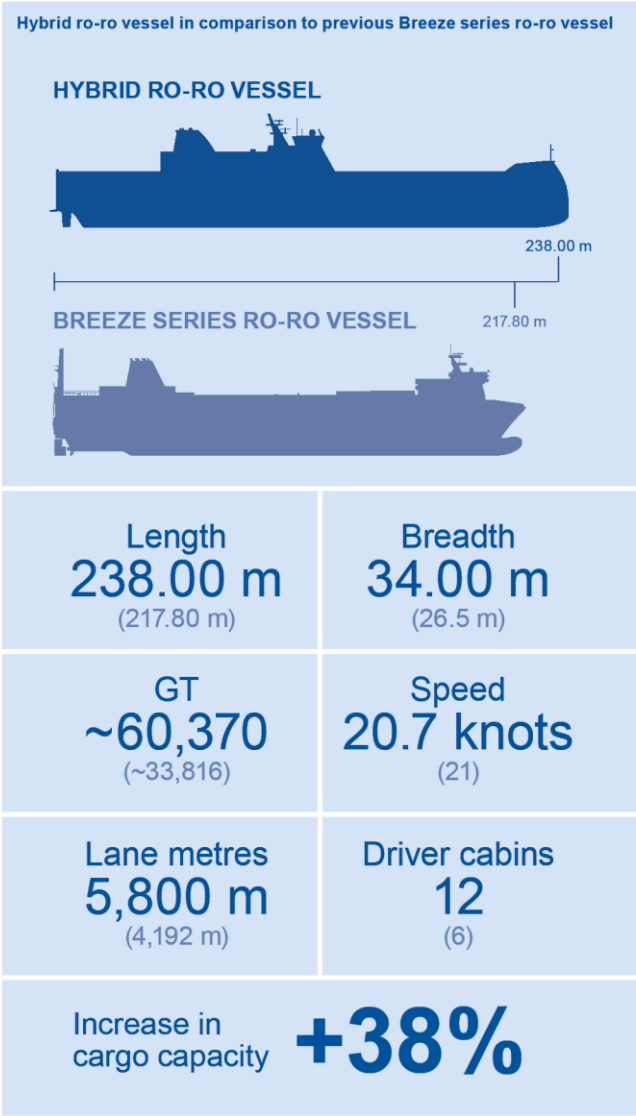 Hybrid ro-ro vessel in comparison to previous Breeze series ro-ro vessel
HYBRID RO-RO VESSEL
238.00 m
217.80 m
BREEZE SERIES RO-RO VESSEL
Length
238.00 m
(217.80 m)
Breadth
34.00 m
(26.5 m)
GT
~60,370
(~33,816)
Speed
20.7 knots
(21)
Lane metres
5,800 m
(4,192 m)
Driver cabins
12
(6)
Increase in
cargo capacity
+38%